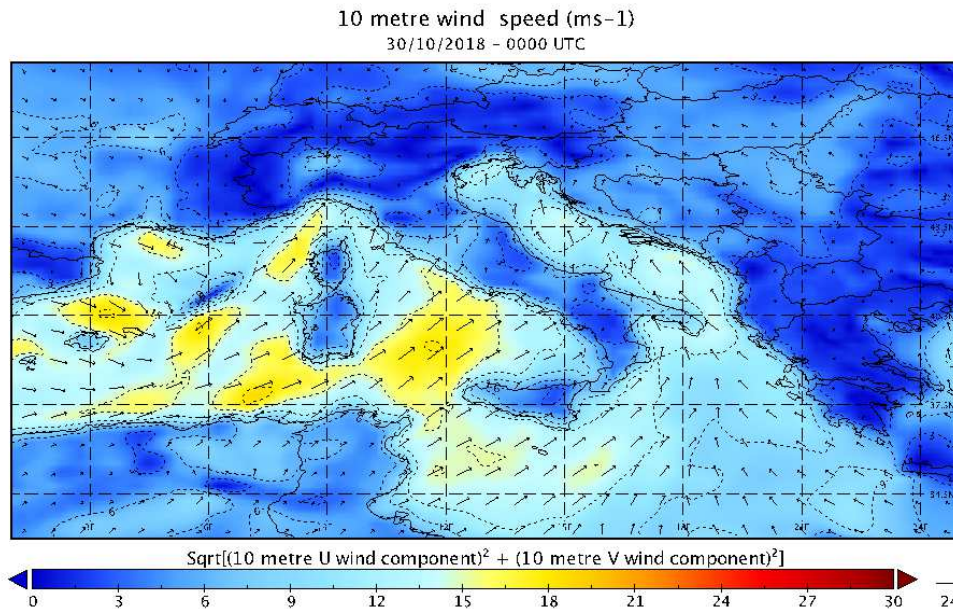 10 metre wind speed (ms-1)
30/10/2018 - 0000 UTC
Sqrt[(10 metre U wind component)² + (10 metre V wind component)²]
0 3 6 9 12 15 18 21 24 27 30 24